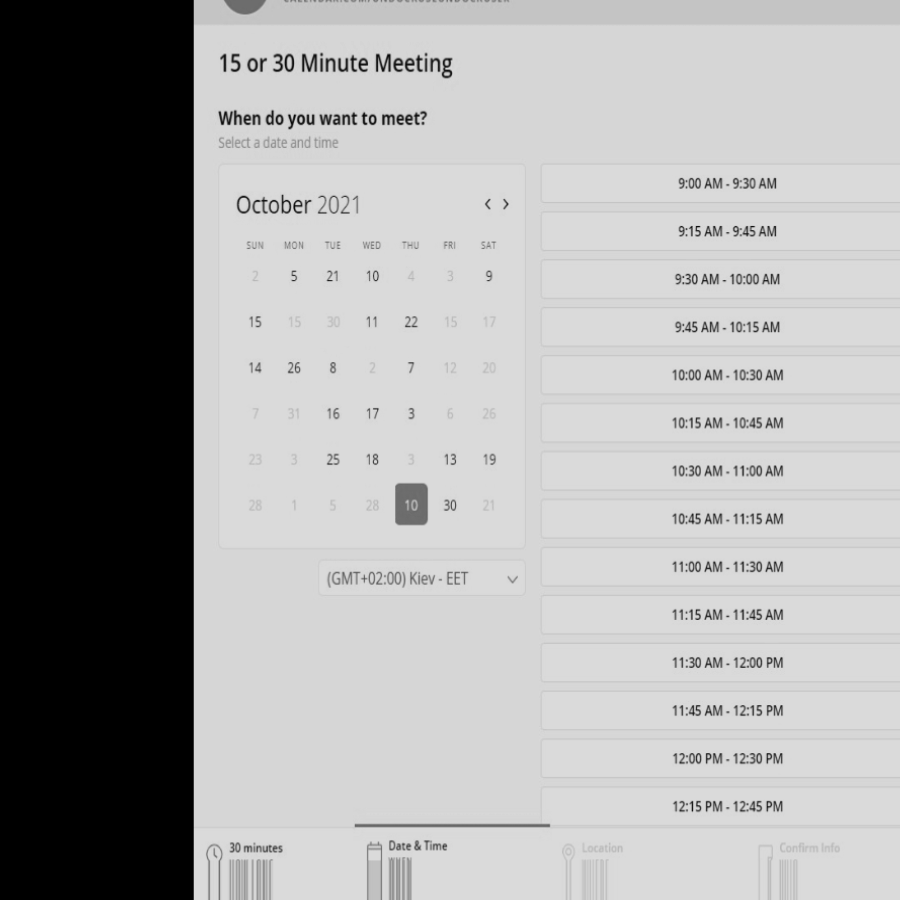 15 or 30 Minute Meeting
When do you want to meet?
Select a date and time
October 2021
SUN MON TUE WED THU FRI SAT
2 5 21 10 4 3 9
15 15 30 11 22 15 17
14 26 8 2 7 12 20
7 31 16 17 3 6 26
23 3 25 18 3 13 19
28 1 5 28 10 30 21
(GMT+02:00) Kiev - EET
9:00 AM - 9:30 AM
9:15 AM - 9:45 AM
9:30 AM - 10:00 AM
9:45 AM - 10:15 AM
10:00 AM - 10:30 AM
10:15 AM - 10:45 AM
10:30 AM - 11:00 AM
10:45 AM - 11:15 AM
11:00 AM - 11:30 AM
11:15 AM - 11:45 AM
11:30 AM - 12:00 PM
11:45 AM - 12:15 PM
12:00 PM - 12:30 PM
12:15 PM - 12:45 PM
30 minutes
Date & Time
Location
Confirm Info